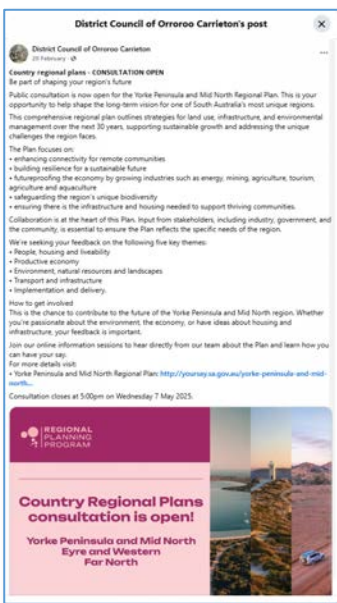 District Council of Orroroo Carrieton's post
District Council of Orroroo Carrieton
20 February
Country regional plans - CONSULTATION OPEN
Be part of shaping your region's future
Public consultation is now open for the Yorke Peninsula and Mid North Regional Plan. This is your
opportunity to help shape the long-term vision for one of South Australia's most unique regions.
This comprehensive regional plan outlines strategies for land use, infrastructure, and environmental
management over the next 30 years, supporting sustainable growth and addressing the unique
challenges the region faces.
The Plan focuses on:
• enhancing connectivity for remote communities
• building resilience for a sustainable future
• futureproofing the economy by growing industries such as energy, mining, agriculture, tourism,
agriculture and aquaculture
• safeguarding the region's unique biodiversity
• ensuring there is the infrastructure and housing needed to support thriving communities.
Collaboration is at the heart of this Plan. Input from stakeholders, including industry, government, and
the community, is essential to ensure the Plan reflects the specific needs of the region.
We're seeking your feedback on the following five key themes:
• People, housing and liveability
• Productive economy
• Environment, natural resources and landscapes
• Transport and infrastructure
• Implementation and delivery.
How to get involved
This is the chance to contribute to the future of the Yorke Peninsula and Mid North region. Whether
you're passionate about the environment, the economy, or have ideas about housing and
infrastructure, your feedback is important.
Join our online information sessions to hear directly from our team about the Plan and learn how you
can have your say.
For more details visit:
• Yorke Peninsula and Mid North Regional Plan: http://yoursay.sa.gov.au/yorke-peninsula-and-mid-
north...
Consultation closes at 5:00pm on Wednesday 7 May 2025.
REGIONAL
PLANNING
PROGRAM
Country Regional Plans
consultation is open!
Yorke Peninsula and Mid North
Eyre and Western
Far North